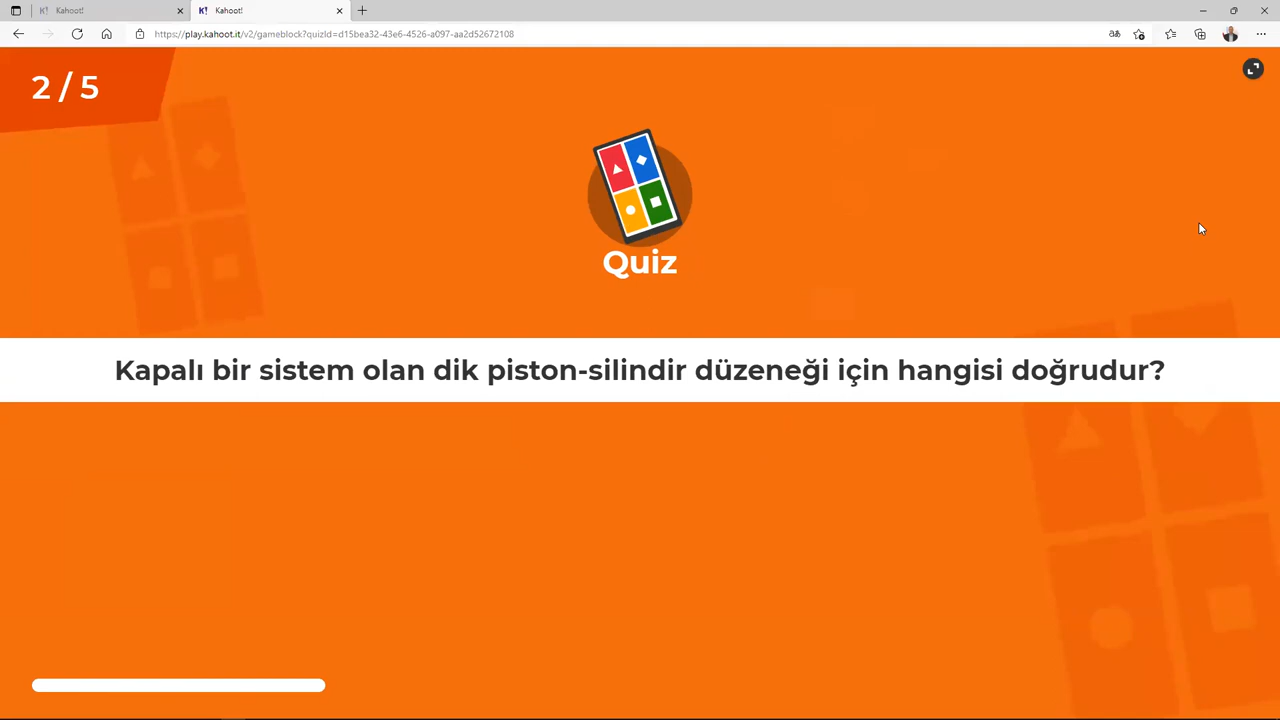 Kahoot!
Kahoot!
https://play.kahoot.it/v2/gameblock?quizId=d15bea32-43e6-4526-a097-aa2d52672108
2 / 5
Quiz
Kapalı bir sistem olan dik piston-silindir düzeneği için hangisi doğrudur?